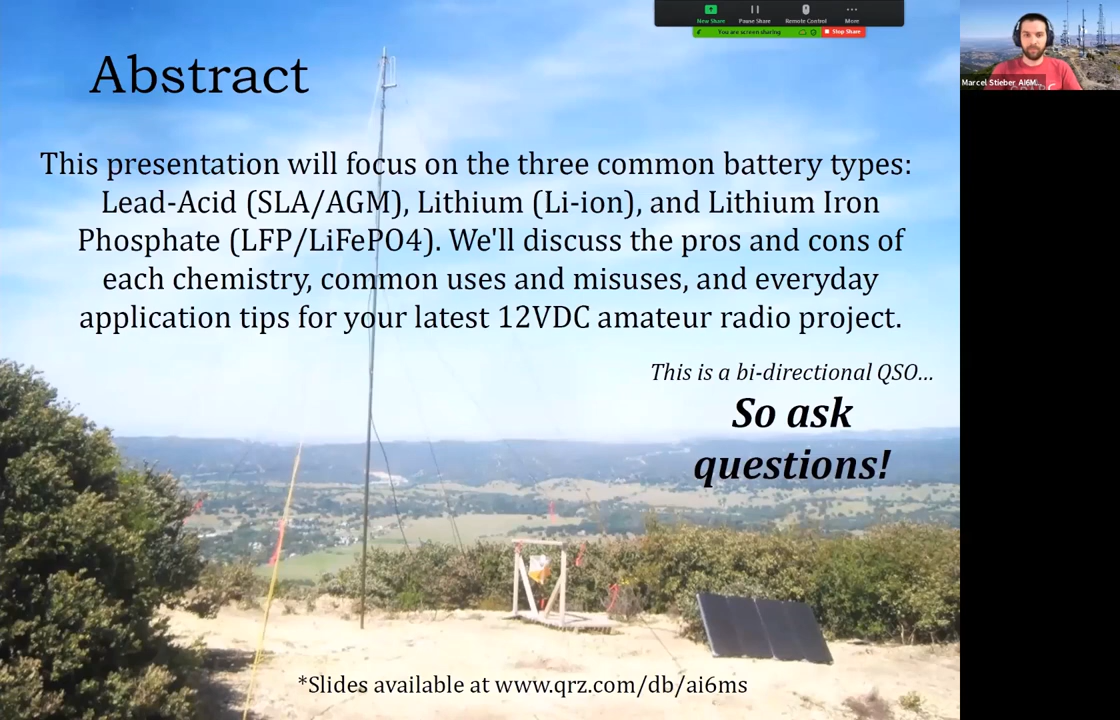 New Share
Pause Share
Remote Control
More
You are screen sharing
Stop Share
Abstract
This presentation will focus on the three common battery types:
Lead-Acid (SLA/AGM), Lithium (Li-ion), and Lithium Iron
Phosphate (LFP/LiFePO4). We'll discuss the pros and cons of
each chemistry, common uses and misuses, and everyday
application tips for your latest 12VDC amateur radio project.
This is a bi-directional QSO...
So ask
questions!
*Slides available at www.qrz.com/db/ai6ms
Marcel Stieber AI6M...